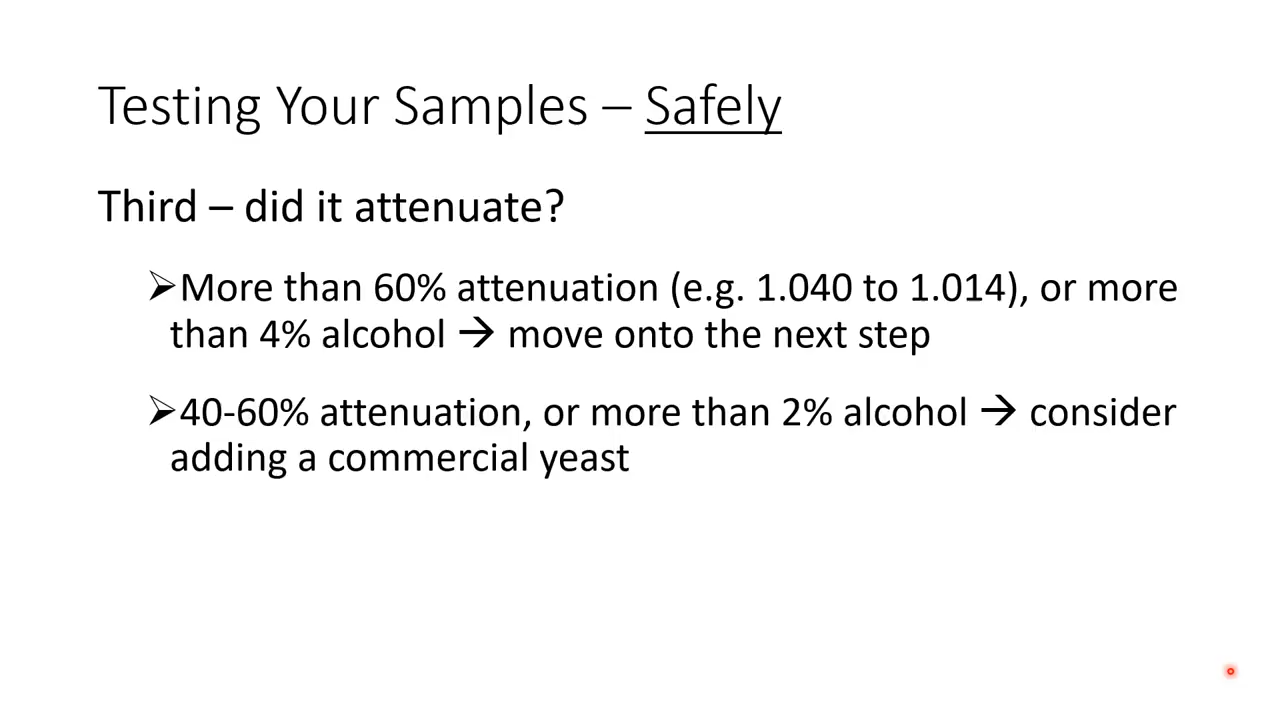 Testing Your Samples – Safely
Third – did it attenuate?
➢More than 60% attenuation (e.g. 1.040 to 1.014), or more
than 4% alcohol → move onto the next step
➢40-60% attenuation, or more than 2% alcohol → consider
adding a commercial yeast